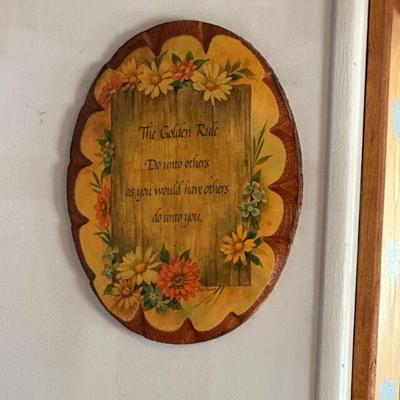 The Golden Rule
Do unto others
as you would have others
do unto you.